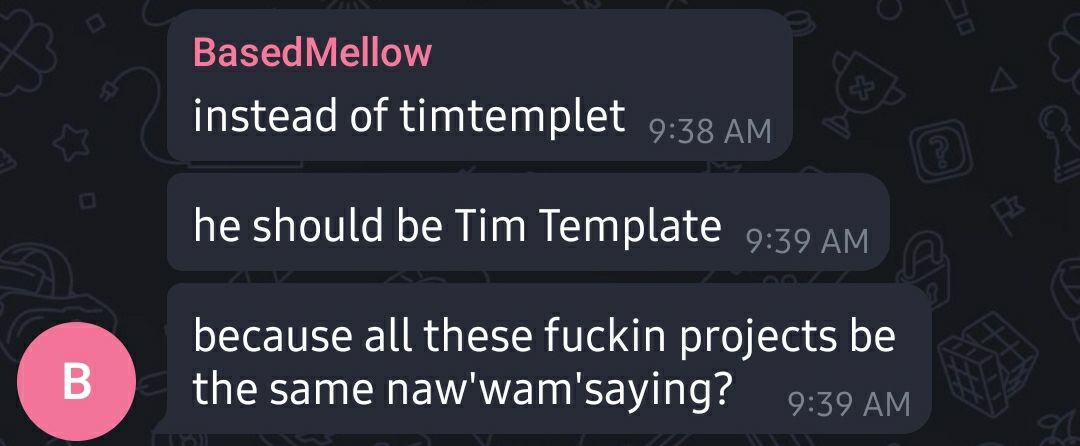 BasedMellow
instead of timtemplet 9:38 AM
he should be Tim Template 9:39 AM
because all these fuckin projects be
the same naw'wam'saying? 9:39 AM
B